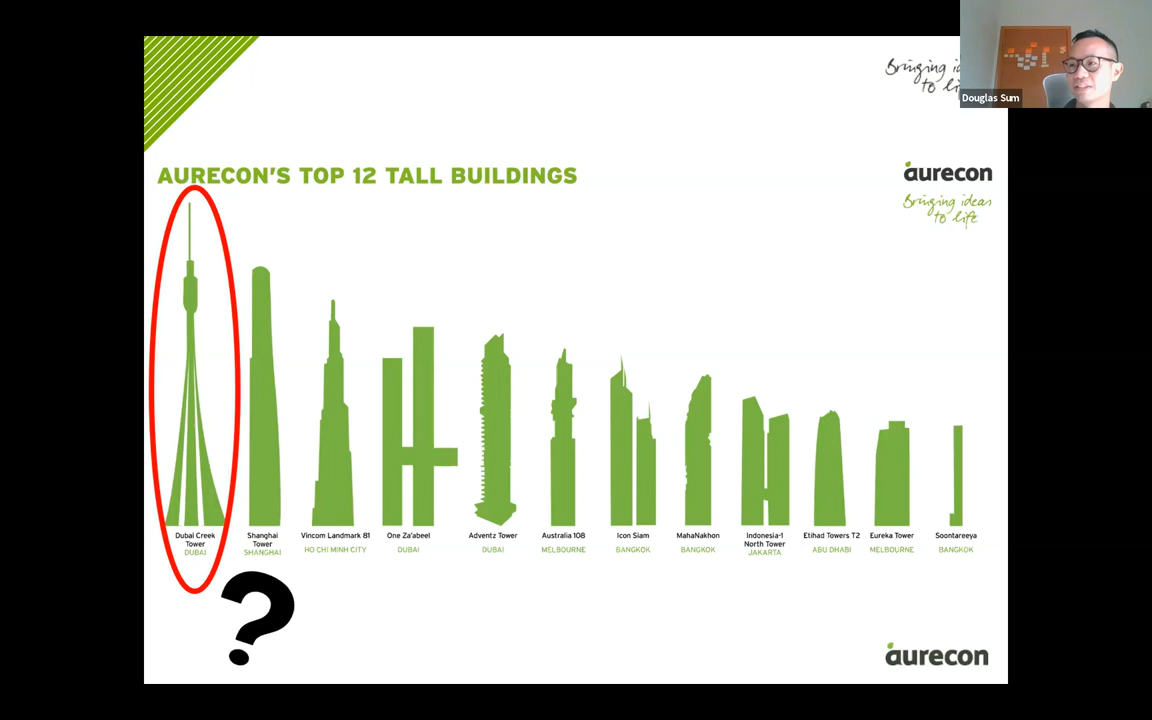 Bringing
to
Douglas Sum
AURECON'S TOP 12 TALL BUILDINGS
aurecon
Bringing ideas
to life
Dubai Creek
Tower
DUBAI
Shanghai
Tower
SHANGHAI
Vincom Landmark 81
HO CHI MINH CITY
One Za'abeel
DUBAI
Adventz Tower
DUBAI
Australia 108
MELBOURNE
Icon Siam
BANGKOK
MahaNakhon
BANGKOK
Indonesia-1
North Tower
JAKARTA
Etihad Towers T2
ABU DHABI
Eureka Tower
MELBOURNE
Soontareeya
BANGKOK
?
aurecon